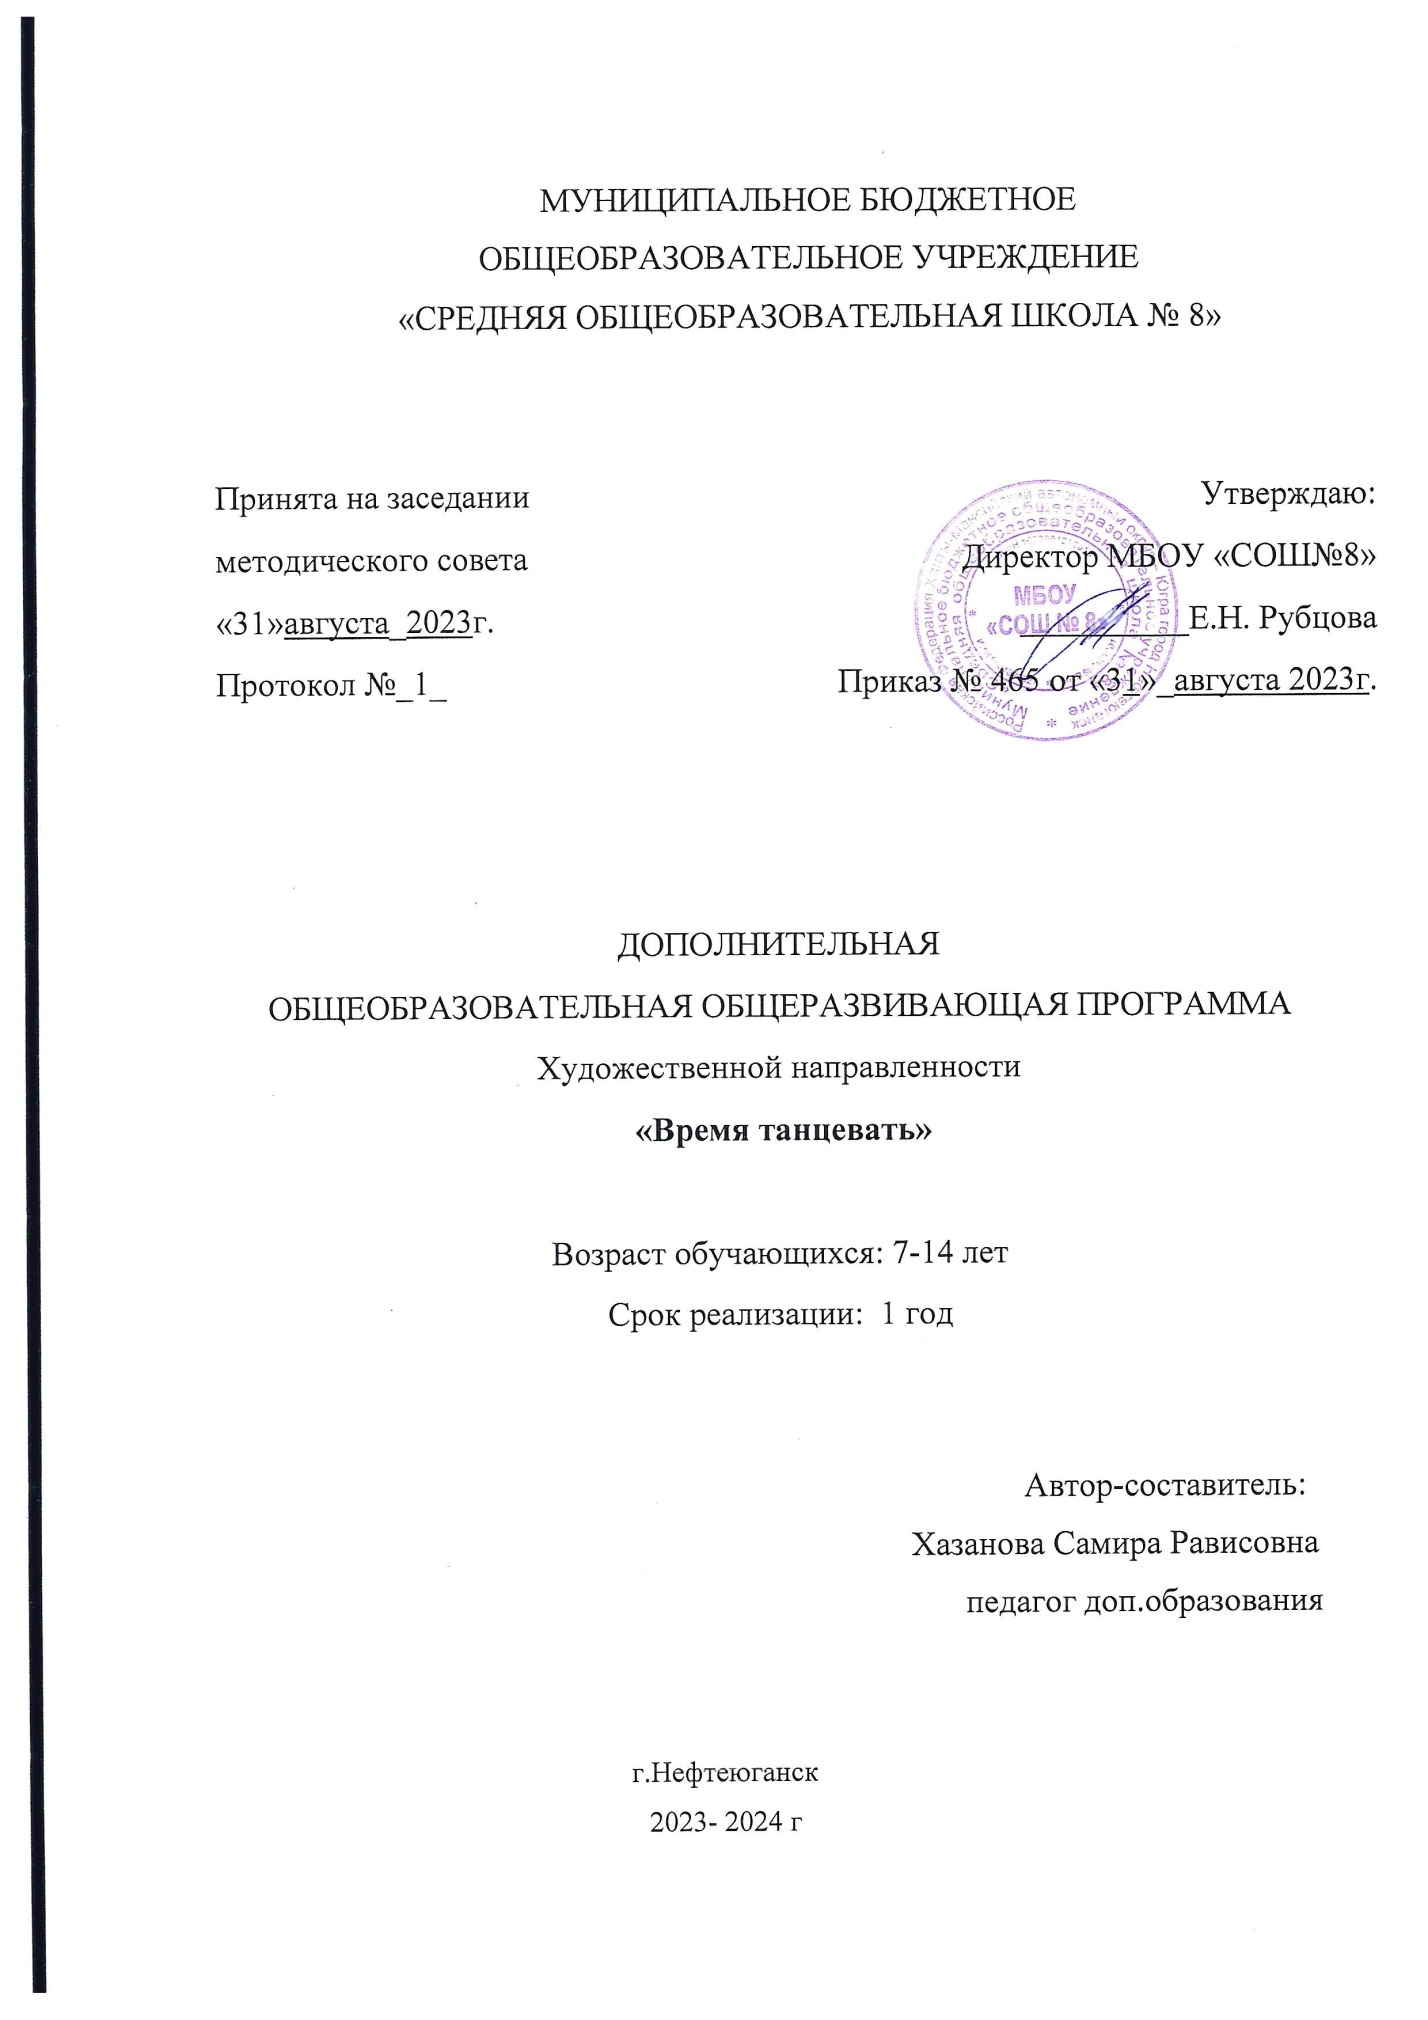 МУНИЦИПАЛЬНОЕ БЮДЖЕТНОЕ
ОБЩЕОБРАЗОВАТЕЛЬНОЕ УЧРЕЖДЕНИЕ
«СРЕДНЯЯ ОБЩЕОБРАЗОВАТЕЛЬНАЯ ШКОЛА № 8»
Принята на заседании
методического совета
«31»августа_2023г.
Протокол №_1_
Утверждаю:
Директор МБОУ «СОШ№8»
__________Е.Н. Рубцова
Приказ № 465 от «31»_августа 2023г.
МБОУ
«СОШ № 8»
ДОПОЛНИТЕЛЬНАЯ
ОБЩЕОБРАЗОВАТЕЛЬНАЯ ОБЩЕРАЗВИВАЮЩАЯ ПРОГРАММА
Художественной направленности
«Время танцевать»
Возраст обучающихся: 7-14 лет
Срок реализации: 1 год
Автор-составитель:
Хазанова Самира Рависовна
педагог доп.образования
г.Нефтеюганск
2023- 2024 г